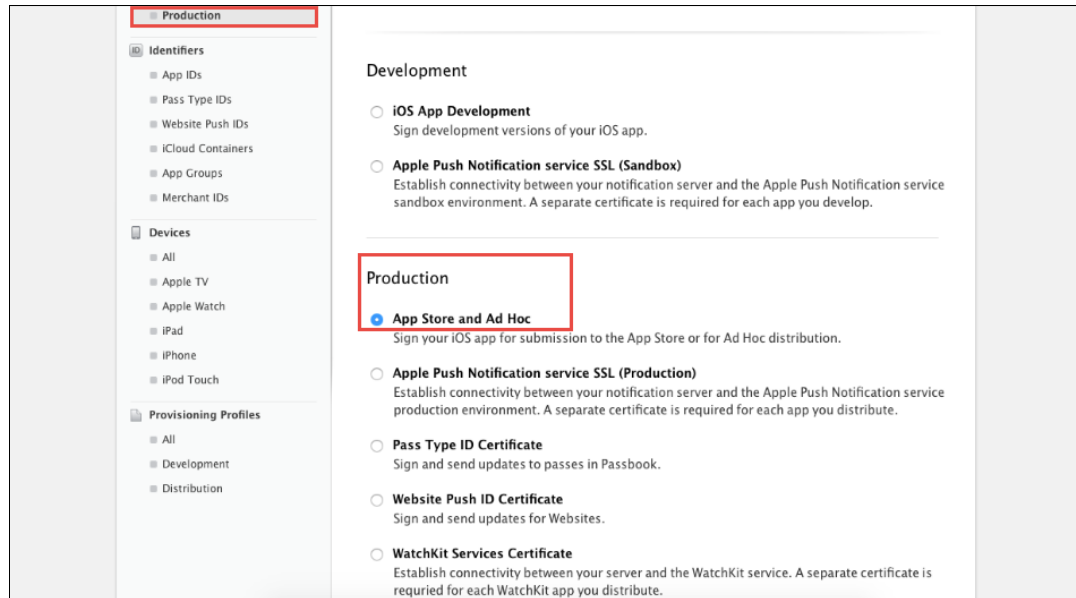 Production
Identifiers
App IDs
Pass Type IDs
Website Push IDs
iCloud Containers
App Groups
Merchant IDs
Devices
All
Apple TV
Apple Watch
iPad
iPhone
iPod Touch
Provisioning Profiles
All
Development
Distribution
Development
iOS App Development
Sign development versions of your iOS app.
Apple Push Notification service SSL (Sandbox)
Establish connectivity between your notification server and the Apple Push Notification service
sandbox environment. A separate certificate is required for each app you develop.
Production
App Store and Ad Hoc
Sign your iOS app for submission to the App Store or for Ad Hoc distribution.
Apple Push Notification service SSL (Production)
Establish connectivity between your notification server and the Apple Push Notification service
production environment. A separate certificate is required for each app you distribute.
Pass Type ID Certificate
Sign and send updates to passes in Passbook.
Website Push ID Certificate
Sign and send updates for Websites.
WatchKit Services Certificate
Establish connectivity between your server and the WatchKit service. A separate certificate is
requried for each WatchKit app you distribute.